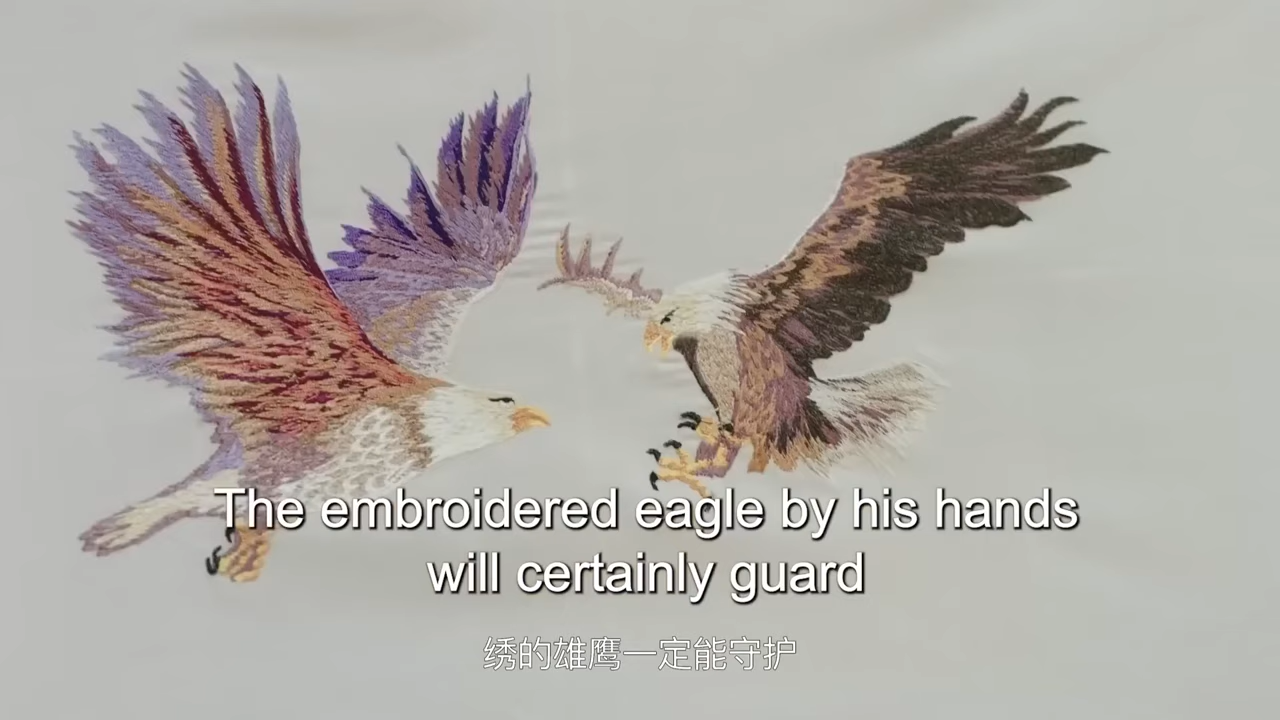 The embroidered eagle by his hands
will certainly guard
绣的雄鹰一定能守护